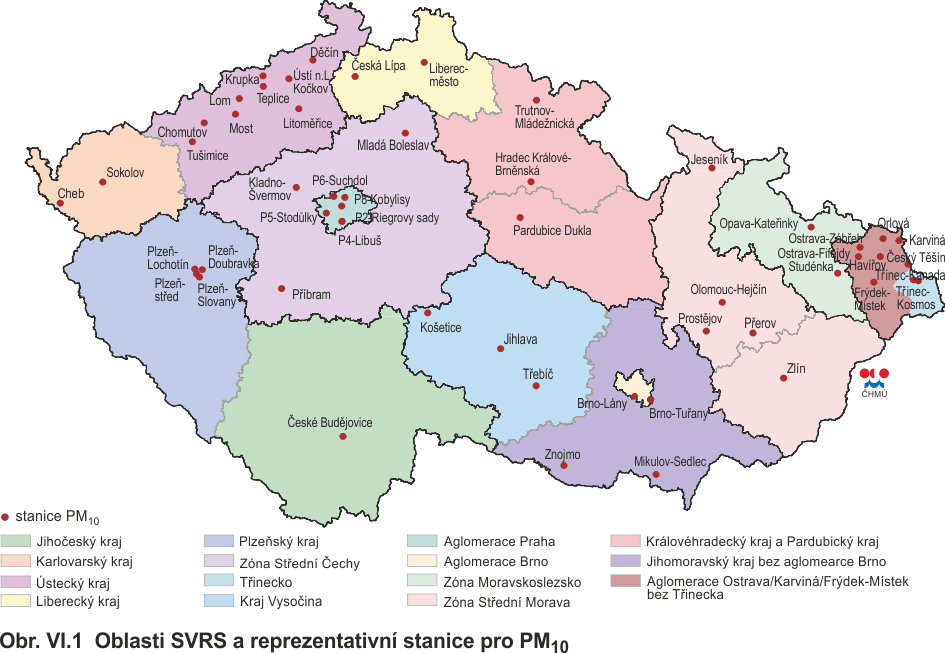 Děčín
Česká Lípa
Liberec-
město
Krupka
Ústí n.L.
Kočkov
Teplice
Lom
Litoměřice
Trutnov-
Mládežnická
Chomutov
Most
Mladá Boleslav
Tušimice
Jeseník
Hradec Králové-
Brněnská
Sokolov
Kladno-
Švermov
P6-Suchdol
Cheb
P8-Kobylisy
P5-Stodůlky
P2-Riegrovy sady
Pardubice Dukla
Opava-Kateřinky
Orlová
P4-Libuš
Ostrava-Zábřeh
Karviná
Plzeň-
Lochotín
Plzeň-
Doubravka
Ostrava-Fifejdy
Havířov
Český Těšín
Studénka
Třinec-Kanada
Plzeň-
střed
Plzeň-
Slovany
Příbram
Olomouc-Hejčín
Frýdek-
Místek
Třinec-
Kosmos
Prostějov
Přerov
Košetice
Jihlava
Třebíč
Zlín
ČHMÚ
Brno-Lány
Brno-Tuřany
České Budějovice
Znojmo
Mikulov-Sedlec
stanice PM10
Jihočeský kraj
Karlovarský kraj
Ústecký kraj
Liberecký kraj
Plzeňský kraj
Zóna Střední Čechy
Třinecko
Kraj Vysočina
Aglomerace Praha
Aglomerace Brno
Zóna Moravskoslezsko
Zóna Střední Morava
Královéhradecký kraj a Pardubický kraj
Jihomoravský kraj bez aglomearce Brno
Aglomerace Ostrava/Karviná/Frýdek-Místek
bez Třinecka
Obr. VI.1 Oblasti SVRS a reprezentativní stanice pro PM10